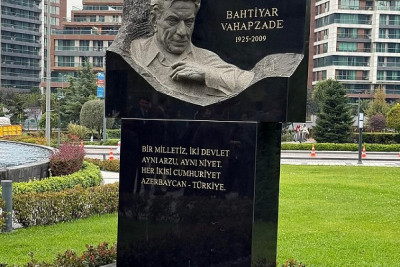 BAHTİYAR
VAHAPZADE
1925-2009
BİR MİLLETİZ, İKİ DEVLET
AYNI ARZU, AYNI NİYET.
HER İKİSİ CUMHURİYET
AZERBAYCAN - TÜRKİYE.